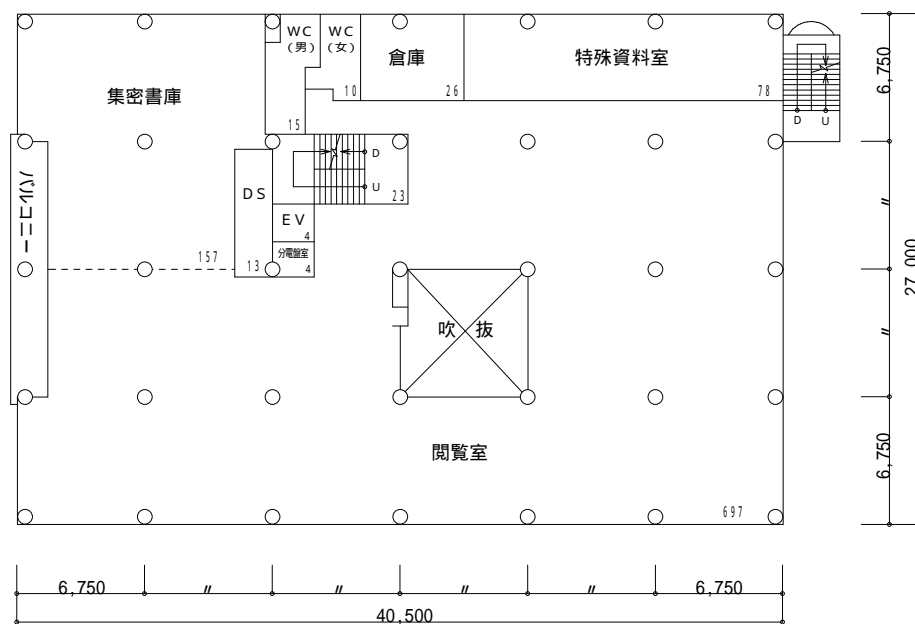 集密書庫
WC
(男)
15
WC
(女)
10
倉庫
26
特殊資料室
78
D
U
バルコニー
DS
13
D
U
23
EV
4
分電盤室
4
157
吹抜
閲覧室
697
6,750
〃
〃
6,750
27,000
6,750
〃
〃
〃
〃
6,750
40,500